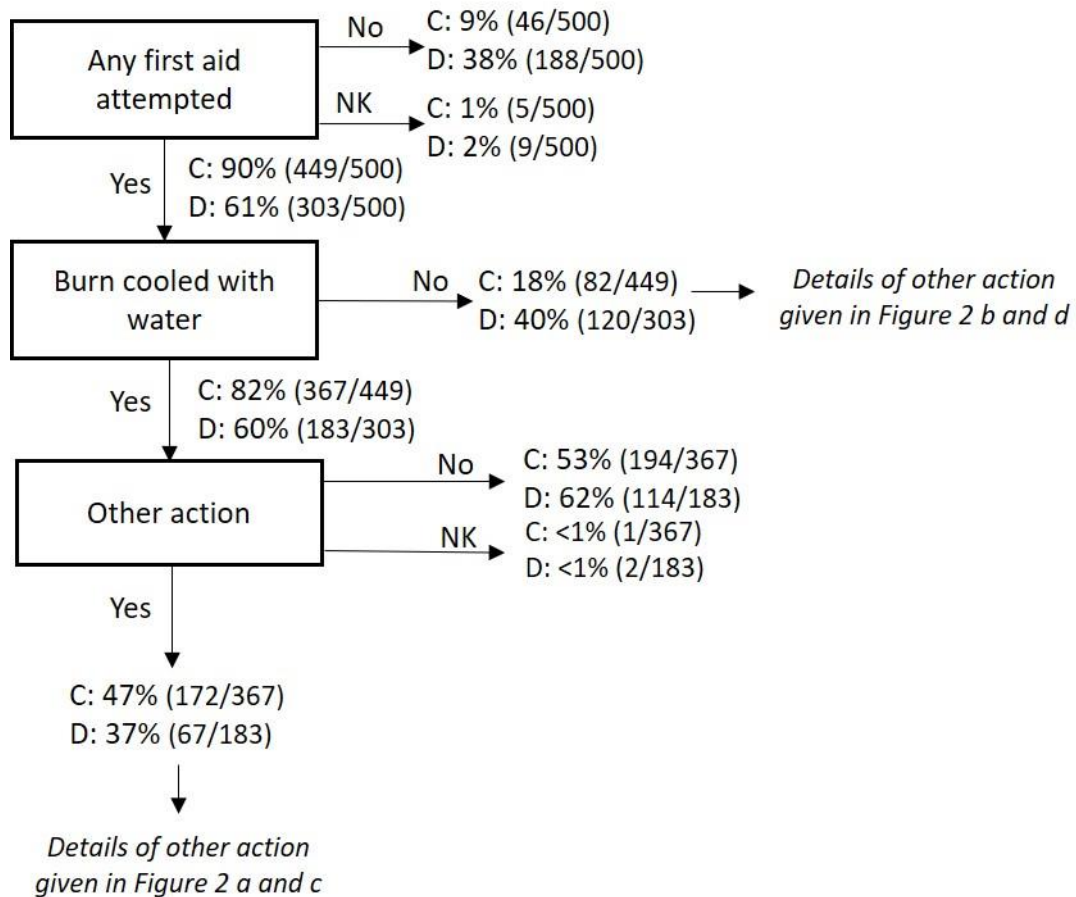 Any first aid
attempted
No
C: 9% (46/500)
D: 38% (188/500)
NK
C: 1% (5/500)
D: 2% (9/500)
Yes
C: 90% (449/500)
D: 61% (303/500)
Burn cooled with
water
No
C: 18% (82/449)
D: 40% (120/303)
Details of other action
given in Figure 2 b and d
Yes
C: 82% (367/449)
D: 60% (183/303)
Other action
No
C: 53% (194/367)
D: 62% (114/183)
NK
C: <1% (1/367)
D: <1% (2/183)
Yes
C: 47% (172/367)
D: 37% (67/183)
Details of other action
given in Figure 2 a and c